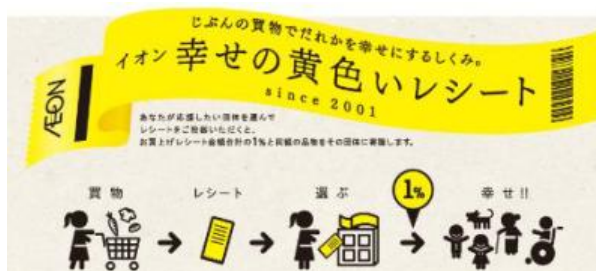 じぶんの買物でだれかを幸せにするしくみ。
イオン 幸せの黄色いレシート
since 2001
AEON
あなたが応援したい団体を選んで
レシートをご投函いただくと、
お買上げレシート金額合計の1%と同額の品物をその団体に寄贈します。
買物 レシート 選ぶ 1% 幸せ!!